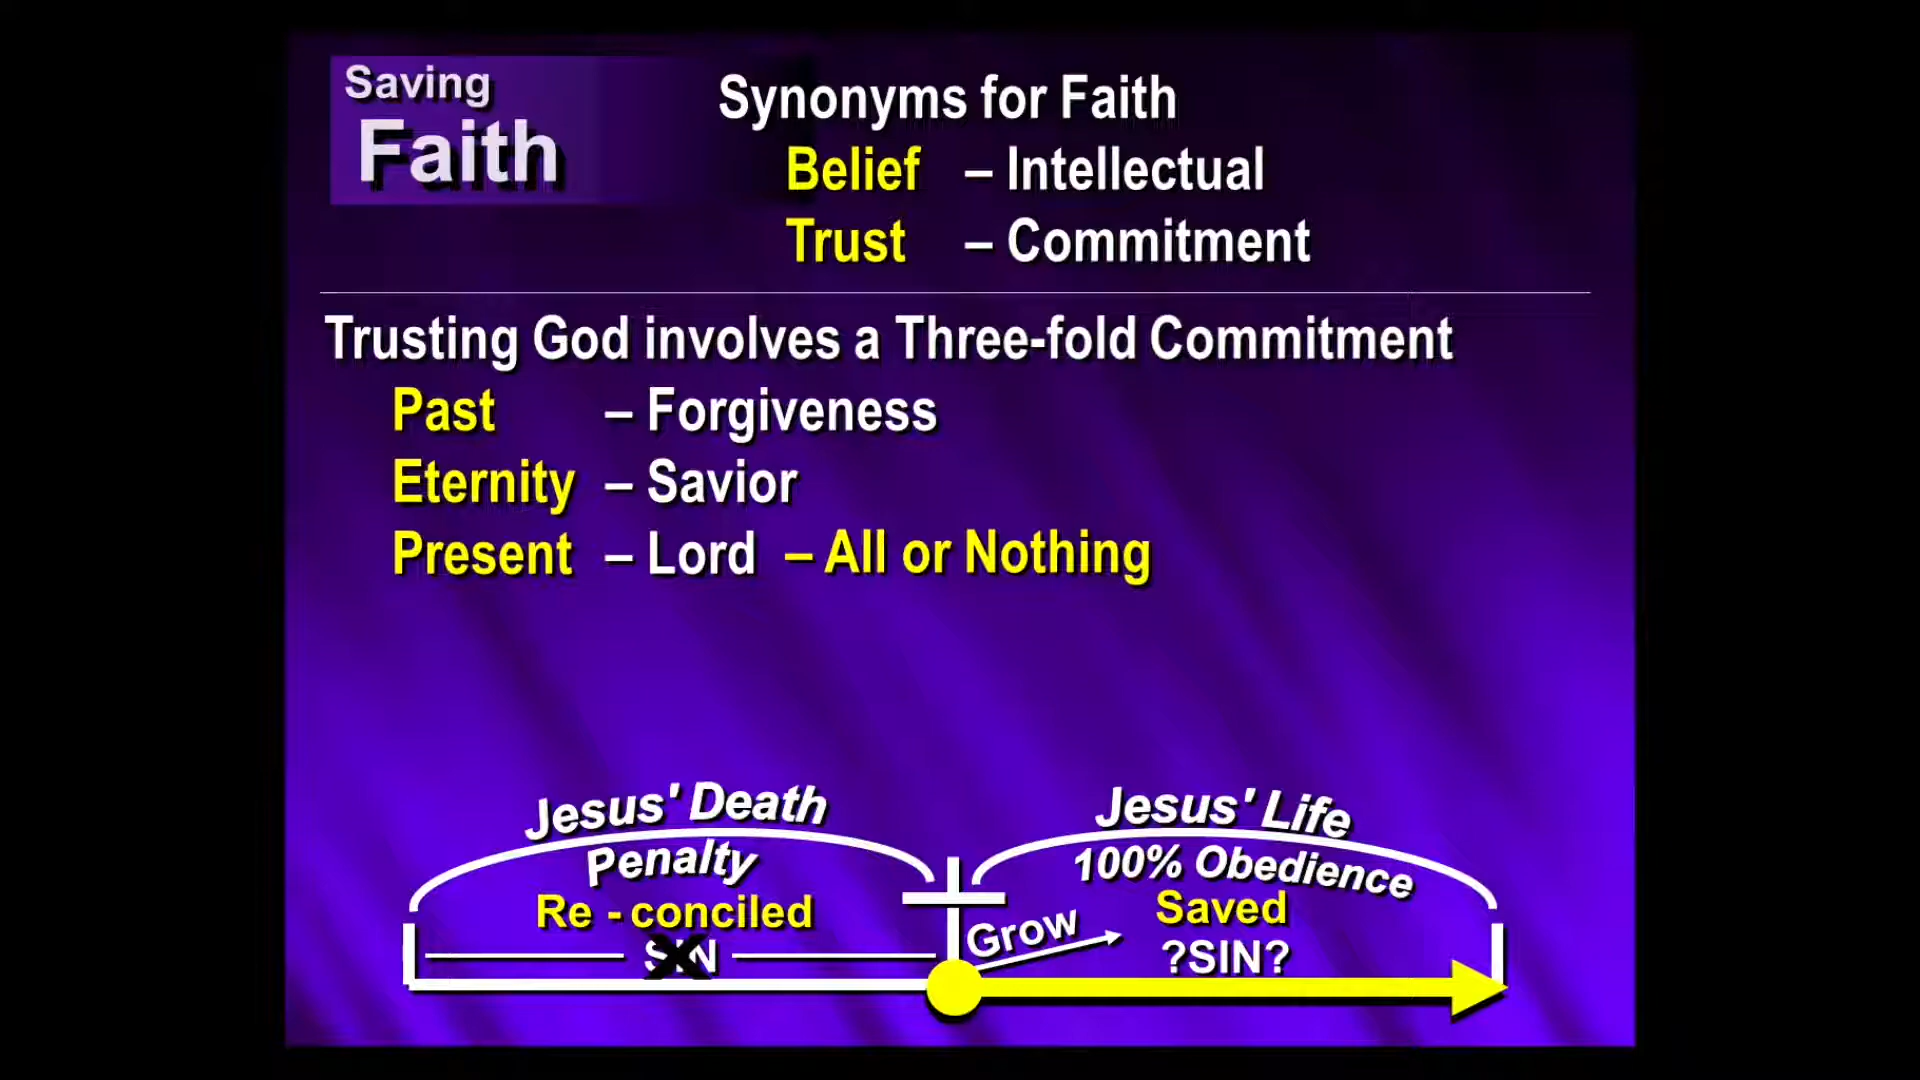 Saving
Faith
Synonyms for Faith
Belief – Intellectual
Trust – Commitment
Trusting God involves a Three-fold Commitment
Past – Forgiveness
Eternity – Savior
Present – Lord – All or Nothing
Jesus' Death
Penalty
Re - conciled
SIN
Jesus' Life
100% Obedience
Saved
Grow
?SIN?